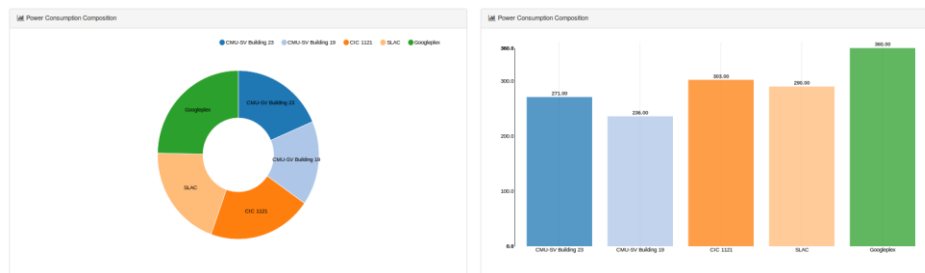 Power Consumption Composition
CMU-SV Building 23 CMU-SV Building 19 CIC 1121 SLAC Googleplex
CMU-SV Building 23
Googleplex
CMU-SV Building 19
SLAC
CIC 1121
Power Consumption Composition
360.0
300.0
200.0
100.0
0.0
271.00
236.00
303.00
290.00
360.00
CMU-SV Building 23 CMU-SV Building 19 CIC 1121 SLAC Googleplex